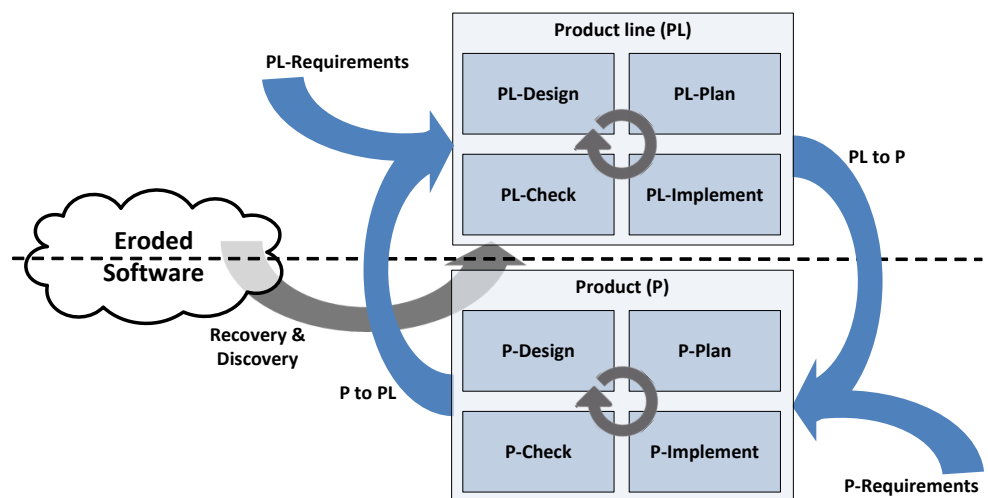 Product line (PL)
PL-Requirements
PL-Design
PL-Plan
PL to P
PL-Check
PL-Implement
Eroded
Software
Product (P)
Recovery &
Discovery
P-Design
P-Plan
P to PL
P-Check
P-Implement
P-Requirements